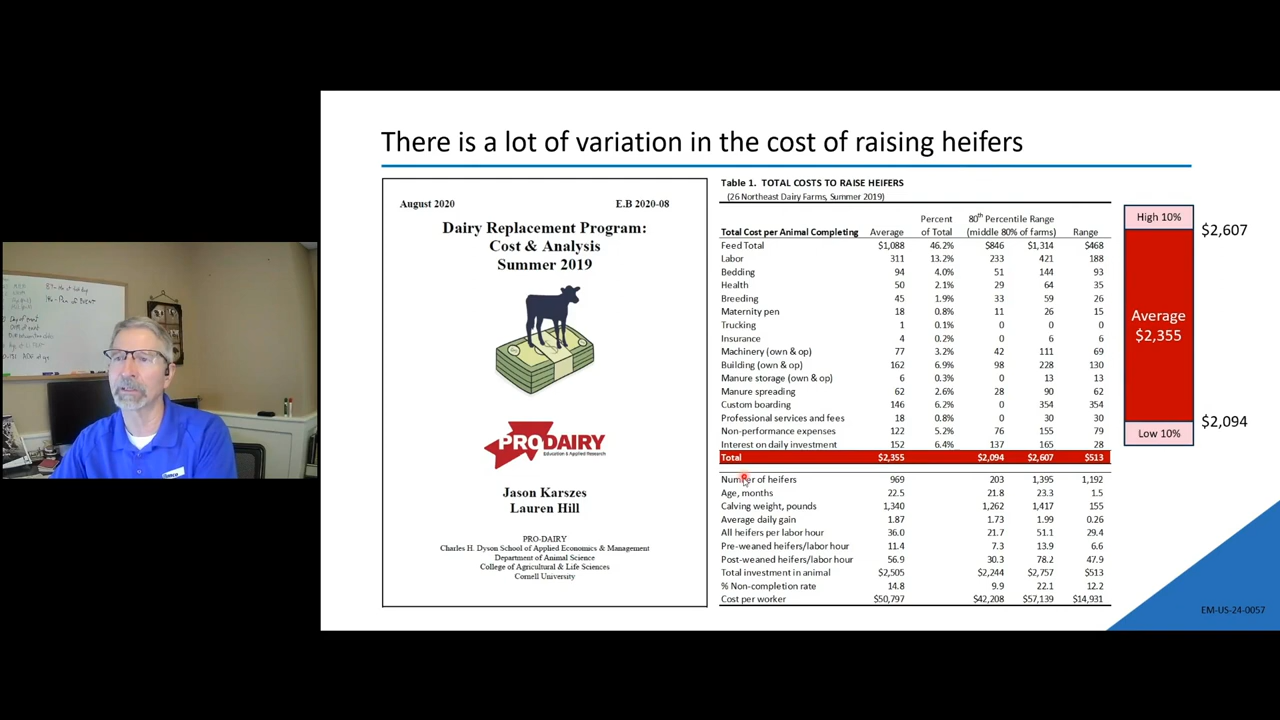 There is a lot of variation in the cost of raising heifers
August 2020 E.B 2020-08
Dairy Replacement Program:
Cost & Analysis
Summer 2019
PRODAIRY
Education & Applied Research
Jason Karszes
Lauren Hill
PRO-DAIRY
Charles H. Dyson School of Applied Economics & Management
Department of Animal Science
College of Agricultural & Life Sciences
Cornell University
Table 1. TOTAL COSTS TO RAISE HEIFERS
(26 Northeast Dairy Farms, Summer 2019)
Percent 80th Percentile Range
Total Cost per Animal Completing Average of Total (middle 80% of farms) Range
Feed Total $1,088 46.2% $846 $1,314 $468
Labor 311 13.2% 233 421 188
Bedding 94 4.0% 51 144 93
Health 50 2.1% 29 64 35
Breeding 45 1.9% 33 59 26
Maternity pen 18 0.8% 11 26 15
Trucking 1 0.1% 0 0 0
Insurance 4 0.2% 0 6 6
Machinery (own & op) 77 3.2% 42 111 69
Building (own & op) 162 6.9% 98 228 130
Manure storage (own & op) 6 0.3% 0 13 13
Manure spreading 62 2.6% 28 90 62
Custom boarding 146 6.2% 0 354 354
Professional services and fees 18 0.8% 0 30 30
Non-performance expenses 122 5.2% 76 155 79
Interest on daily investment 152 6.4% 137 165 28
Total $2,355 $2,094 $2,607 $513
Number of heifers 969 203 1,395 1,192
Age, months 22.5 21.8 23.3 1.5
Calving weight, pounds 1,340 1,262 1,417 155
Average daily gain 1.87 1.73 1.99 0.26
All heifers per labor hour 36.0 21.7 51.1 29.4
Pre-weaned heifers/labor hour 11.4 7.3 13.9 6.6
Post-weaned heifers/labor hour 56.9 30.3 78.2 47.9
Total investment in animal $2,505 $2,244 $2,757 $513
% Non-completion rate 14.8 9.9 22.1 12.2
Cost per worker $50,797 $42,208 $57,139 $14,931
High 10%
$2,607
Average
$2,355
$2,094
Low 10%
EM-US-24-0057